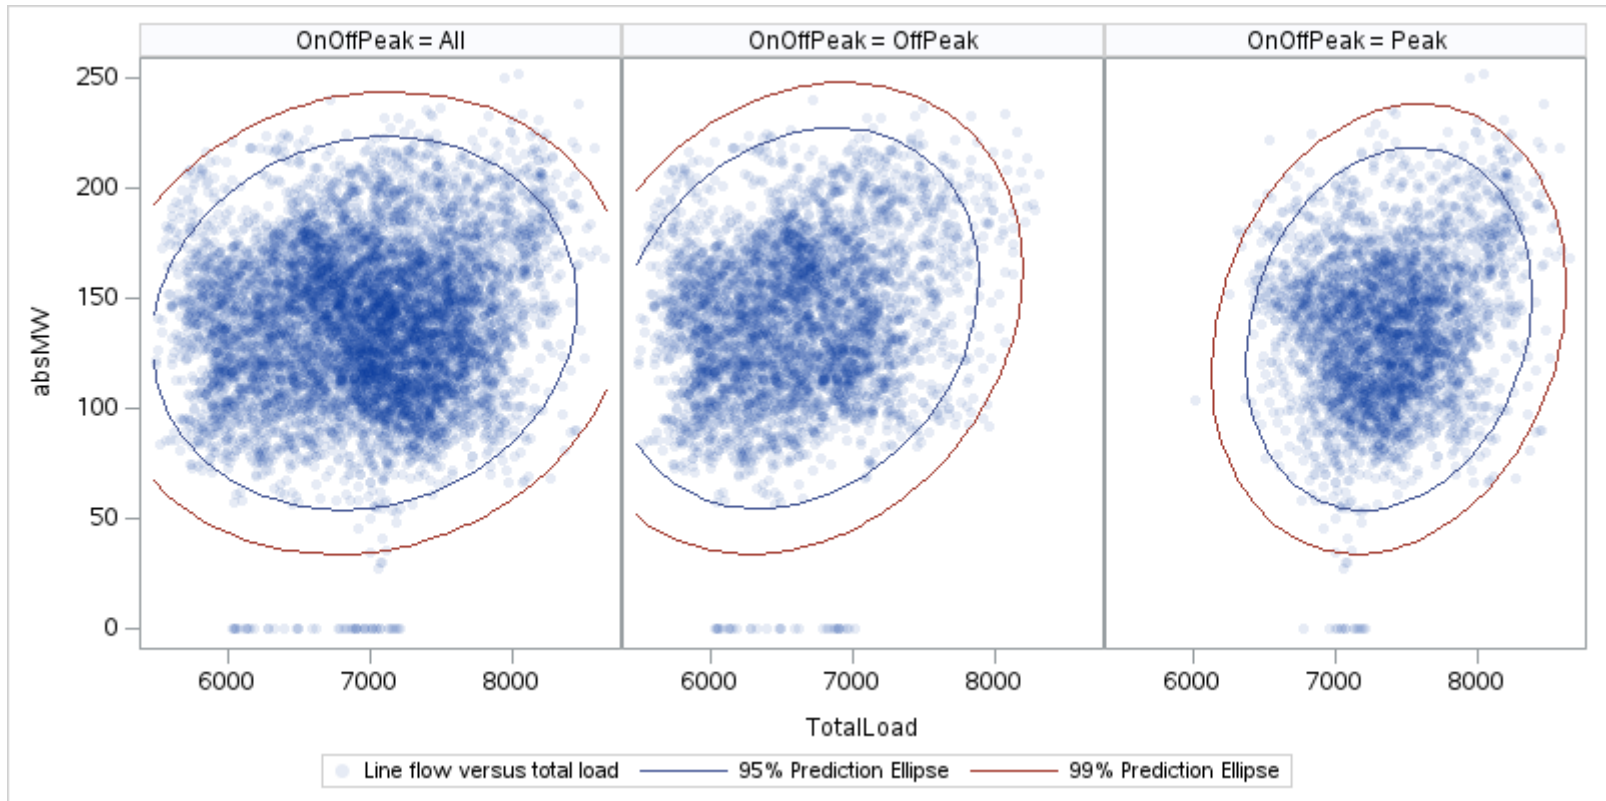 OnOffPeak = All OnOffPeak = OffPeak OnOffPeak = Peak
250
200
150
100
50
0
absMW
6000 7000 8000 6000 7000 8000 6000 7000 8000
TotalLoad
Line flow versus total load 95% Prediction Ellipse 99% Prediction Ellipse